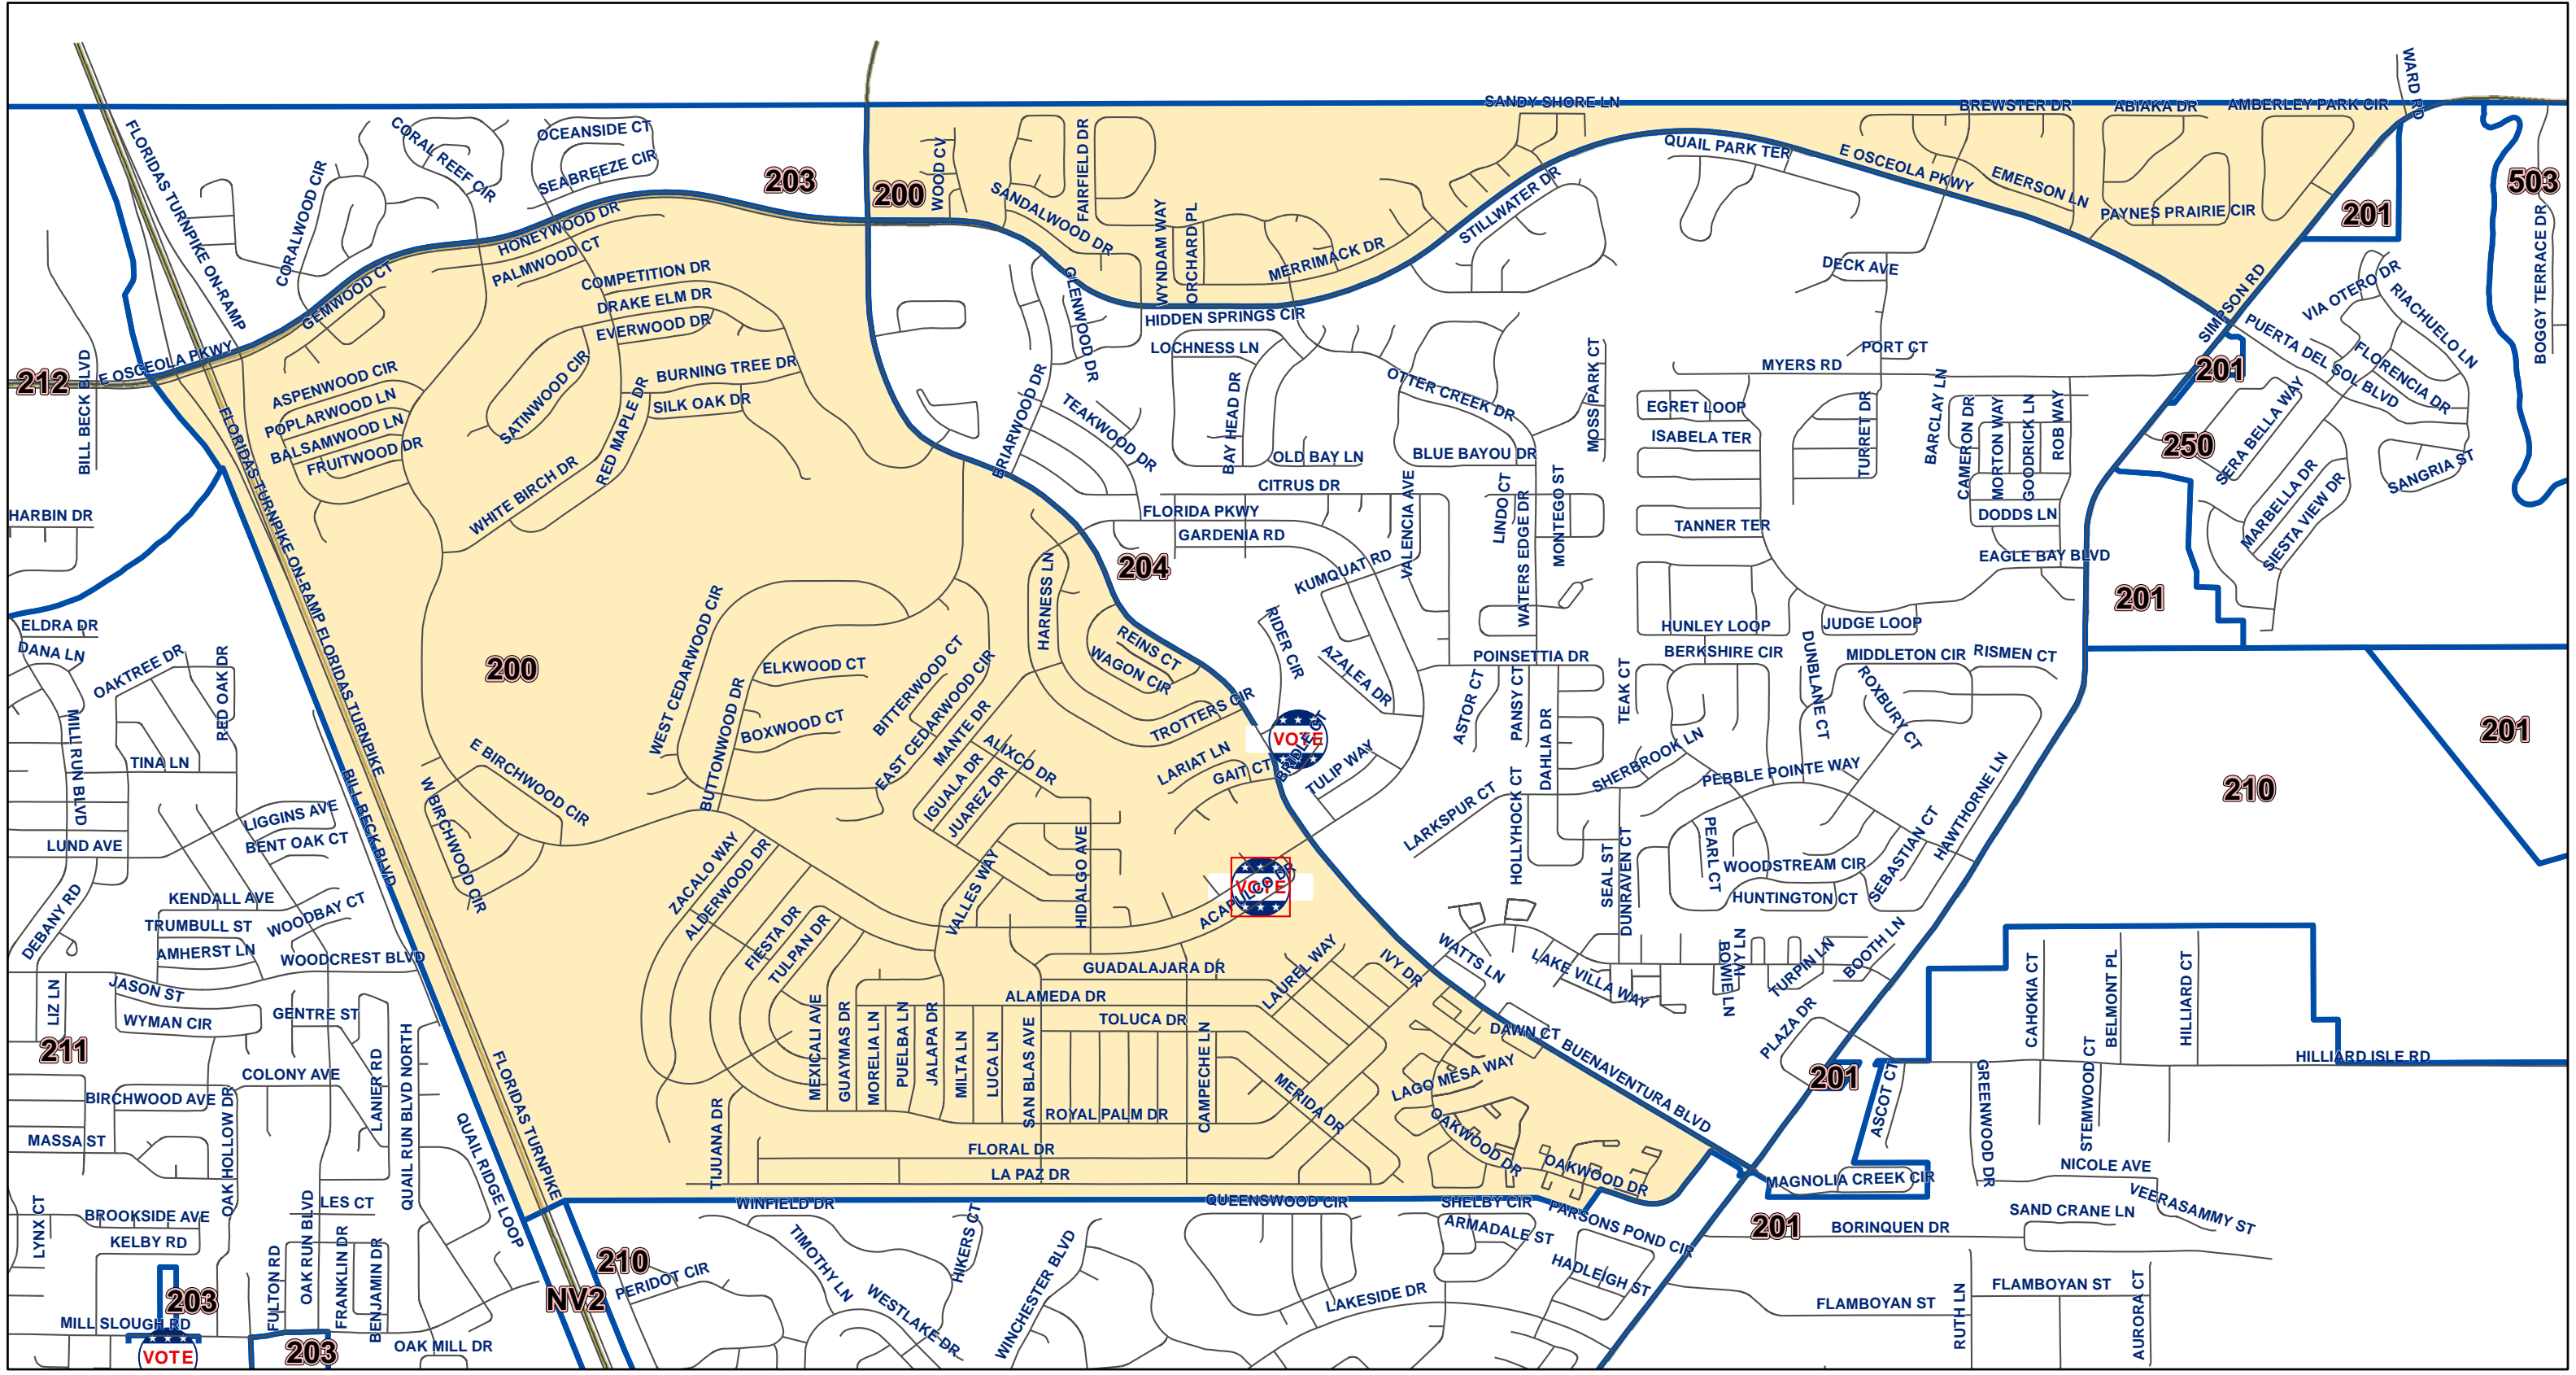 WARD RD
SANDY SHORE LN
BREWSTER DR
ABIAKA DR
AMBERLEY PARK CIR
FLORIDAS TURNPIKE ON-RAMP
CORAL REEF CIR
OCEANSIDE CT
SEABREEZE CIR
CORALWOOD CIR
203
200
WOOD CV
FAIRFIELD DR
SANDALWOOD DR
WYNDAM WAY
ORCHARD PL
MERRIMACK DR
STILLWATER DR
QUAIL PARK TER
E OSCEOLA PKWY
EMERSON LN
PAYNES PRAIRIE CIR
201
503
BOGGY TERRACE DR
HONEYWOOD DR
PALMWOOD CT
GEMWOOD CT
COMPETITION DR
DRAKE ELM DR
EVERWOOD DR
GLENWOOD DR
HIDDEN SPRINGS CIR
LOCHNESS LN
DECK AVE
SIMPSON RD
VIA OTERO DR
RIACHUELO LN
PUERTA DEL SOL BLVD
FLORENCIA DR
212
BILL BECK BLVD
E OSCEOLA PKWY
ASPENWOOD CIR
POPLARWOOD LN
BALSAMWOOD LN
FRUITWOOD DR
SATINWOOD CIR
RED MAPLE DR
BURNING TREE DR
SILK OAK DR
WHITE BIRCH DR
BRIARWOOD DR
TEAKWOOD DR
BAY HEAD DR
OLD BAY LN
OTTER CREEK DR
BLUE BAYOU DR
MOSS PARK CT
MYERS RD
PORT CT
EGRET LOOP
ISABELA TER
TURRET DR
BARCLAY LN
CAMERON DR
MORTON WAY
GOODRICK LN
ROB WAY
DODDS LN
201
250
SERA BELLA WAY
MARBELLA DR
SIESTA VIEW DR
SANGRIA ST
HARBIN DR
FLORIDAS TURNPIKE ON-RAMP
FLORIDAS TURNPIKE
CITRUS DR
FLORIDA PKWY
GARDENIA RD
VALENCIA AVE
LINDO CT
WATERS EDGE DR
MONTEGO ST
TANNER TER
EAGLE BAY BLVD
204
KUMQUAT RD
HARNESS LN
REINS CT
WAGON CIR
RIDER CIR
AZALEA DR
HUNLEY LOOP
JUDGE LOOP
201
ELDRA DR
DANA LN
OAKTREE DR
RED OAK DR
200
WEST CEDARWOOD CIR
ELKWOOD CT
BITTERWOOD CT
EAST CEDARWOOD CIR
BUTTONWOOD DR
BOXWOOD CT
MANTE DR
ALIXCO DR
IGUALA DR
JUAREZ DR
TROTTERS CIR
LARIAT LN
GAIT CT
VOTE
BRIDLE CT
TULIP WAY
POINSETTIA DR
ASTOR CT
PANSY CT
DAHLIA DR
TEAK CT
BERKSHIRE CIR
DUNBLANE CT
MIDDLETON CIR
RISMEN CT
ROXBURY CT
SHERBROOK LN
PEBBLE POINTE WAY
201
210
MILL RUN BLVD
TINA LN
LIGGINS AVE
BENT OAK CT
LUND AVE
BILL BECK BLVD
E BIRCHWOOD CIR
W BIRCHWOOD CIR
ZACALO WAY
ALDERWOOD DR
VALLES WAY
HIDALGO AVE
VOTE
ACAPULCO DR
LARKSPUR CT
HOLLYHOCK CT
SEAL ST
DUNRAVEN CT
PEARL CT
WOODSTREAM CIR
HUNTINGTON CT
SEBASTIAN CT
HAWTHORNE LN
KENDALL AVE
TRUMBULL ST
AMHERST LN
WOODBAY CT
WOODCREST BLVD
DEBANY RD
FIESTA DR
TULPAN DR
GUADALAJARA DR
ALAMEDA DR
TOLUCA DR
LAUREL WAY
IVY DR
WATTS LN
LAKE VILLA WAY
BOWIE LN
IVY LN
TURPIN LN
BOOTH LN
LIZ LN
JASON ST
WYMAN CIR
GENTRE ST
211
MEXICALI AVE
GUAYMAS DR
MORELIA LN
PUELBA LN
JALAPA DR
MILTA LN
LUCA LN
SAN BLAS AVE
CAMPECHE LN
ROYAL PALM DR
MERIDA DR
DAWN CT
BUENAVENTURA BLVD
LAGO MESA WAY
OAKWOOD DR
OAKWOOD DR
PLAZA DR
201
ASCOT CT
CAHOKIA CT
BELMONT PL
HILLIARD CT
HILLIARD ISLE RD
GREENWOOD DR
STEMWOOD CT
COLONY AVE
BIRCHWOOD AVE
LANIER RD
QUAIL RUN BLVD NORTH
MASSA ST
OAK HOLLOW DR
FLORIDAS TURNPIKE
QUAIL RIDGE LOOP
TIJUANA DR
FLORAL DR
LA PAZ DR
WINFIELD DR
QUEENSWOOD CIR
SHELBY CIR
ARMADALE ST
PARSONS POND CIR
HADLEIGH ST
MAGNOLIA CREEK CIR
NICOLE AVE
SAND CRANE LN
VEERASAMMY ST
201
BORINQUEN DR
LYNX CT
BROOKSIDE AVE
KELBY RD
LES CT
OAK RUN BLVD
FULTON RD
FRANKLIN DR
BENJAMIN DR
203
MILL SLOUGH RD
VOTE
203
OAK MILL DR
NV2
210
PERIDOT CIR
TIMOTHY LN
WESTLAKE DR
HIKERS CT
WINCHESTER BLVD
LAKESIDE DR
FLAMBOYAN ST
FLAMBOYAN ST
RUTH LN
AURORA CT